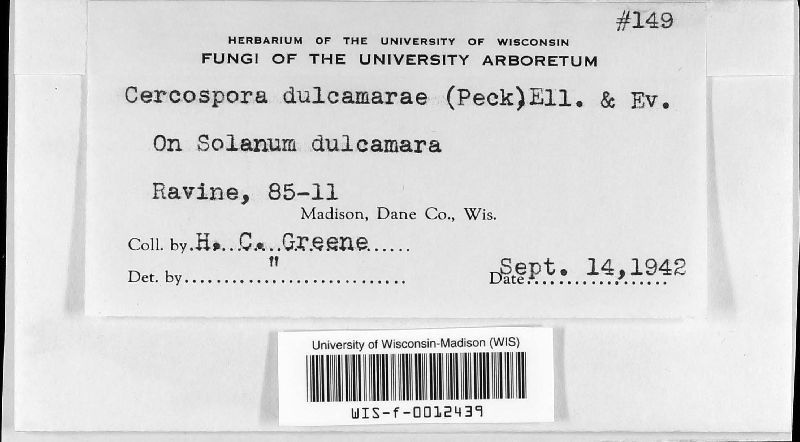 #149
HERBARIUM OF THE UNIVERSITY OF WISCONSIN
FUNGI OF THE UNIVERSITY ARBORETUM
Cercospora dulcamarae (Peck)Ell. & Ev.
On Solanum dulcamara
Ravine, 85-11
Madison, Dane Co., Wis.
Coll. by H. C. Greene
Det. by "
Date Sept. 14,1942
University of Wisconsin-Madison (WIS)
WIS-f-0012439